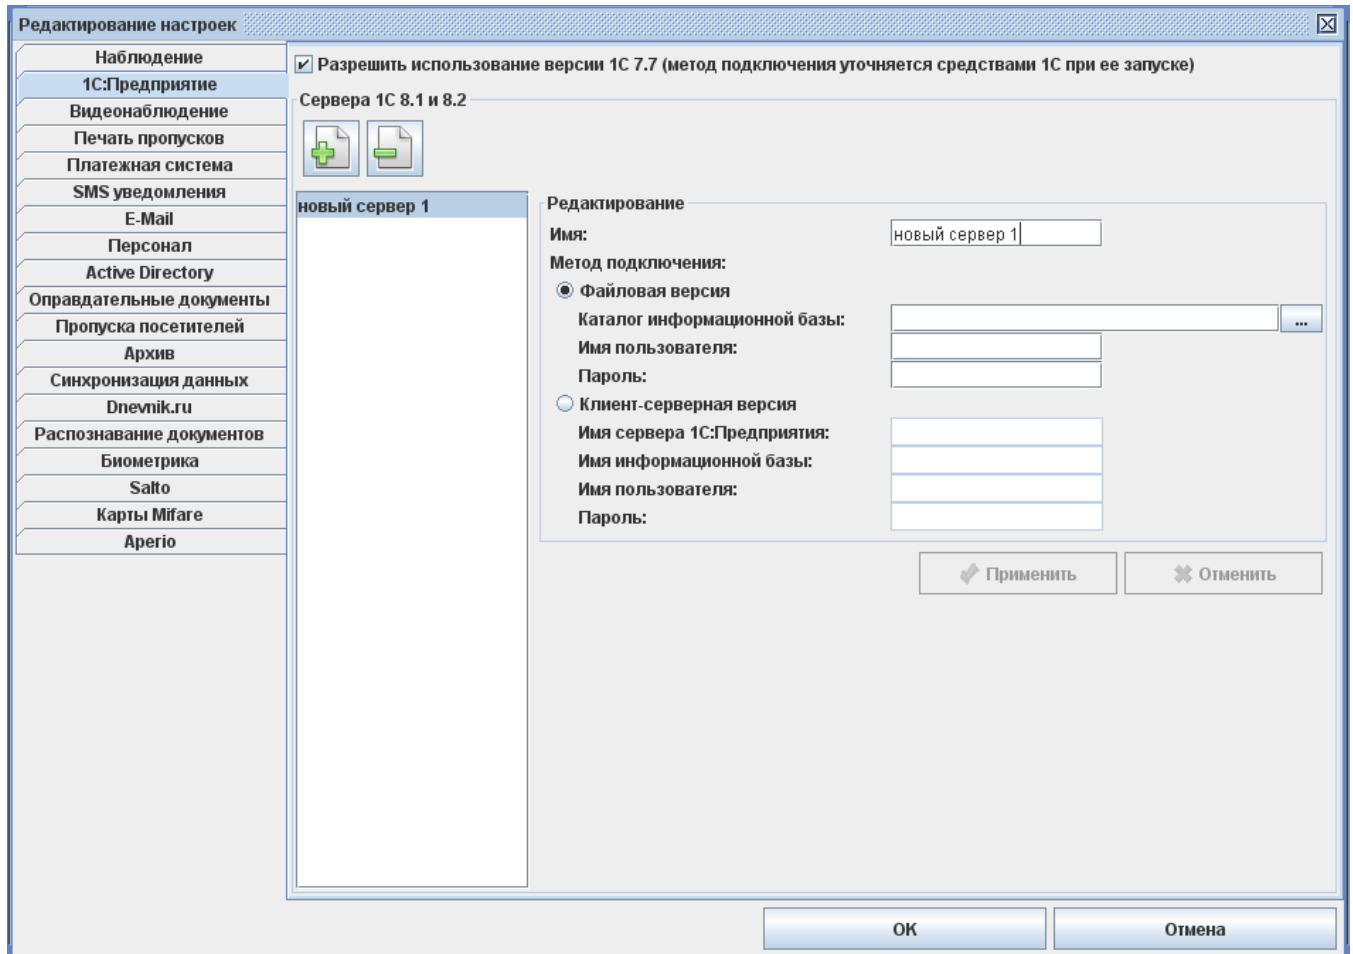 Редактирование настроек
Наблюдение
1С:Предприятие
Видеонаблюдение
Печать пропусков
Платежная система
SMS уведомления
E-Mail
Персонал
Active Directory
Оправдательные документы
Пропуска посетителей
Архив
Синхронизация данных
Dnevnik.ru
Распознавание документов
Биометрика
Salto
Карты Mifare
Aperio
Разрешить использование версии 1С 7.7 (метод подключения уточняется средствами 1С при ее запуске)
Сервера 1С 8.1 и 8.2
новый сервер 1
Редактирование
Имя: новый сервер 1
Метод подключения:
Файловая версия
Каталог информационной базы: ...
Имя пользователя:
Пароль:
Клиент-серверная версия
Имя сервера 1С:Предприятия:
Имя информационной базы:
Имя пользователя:
Пароль:
Применить Отменить
OK Отмена